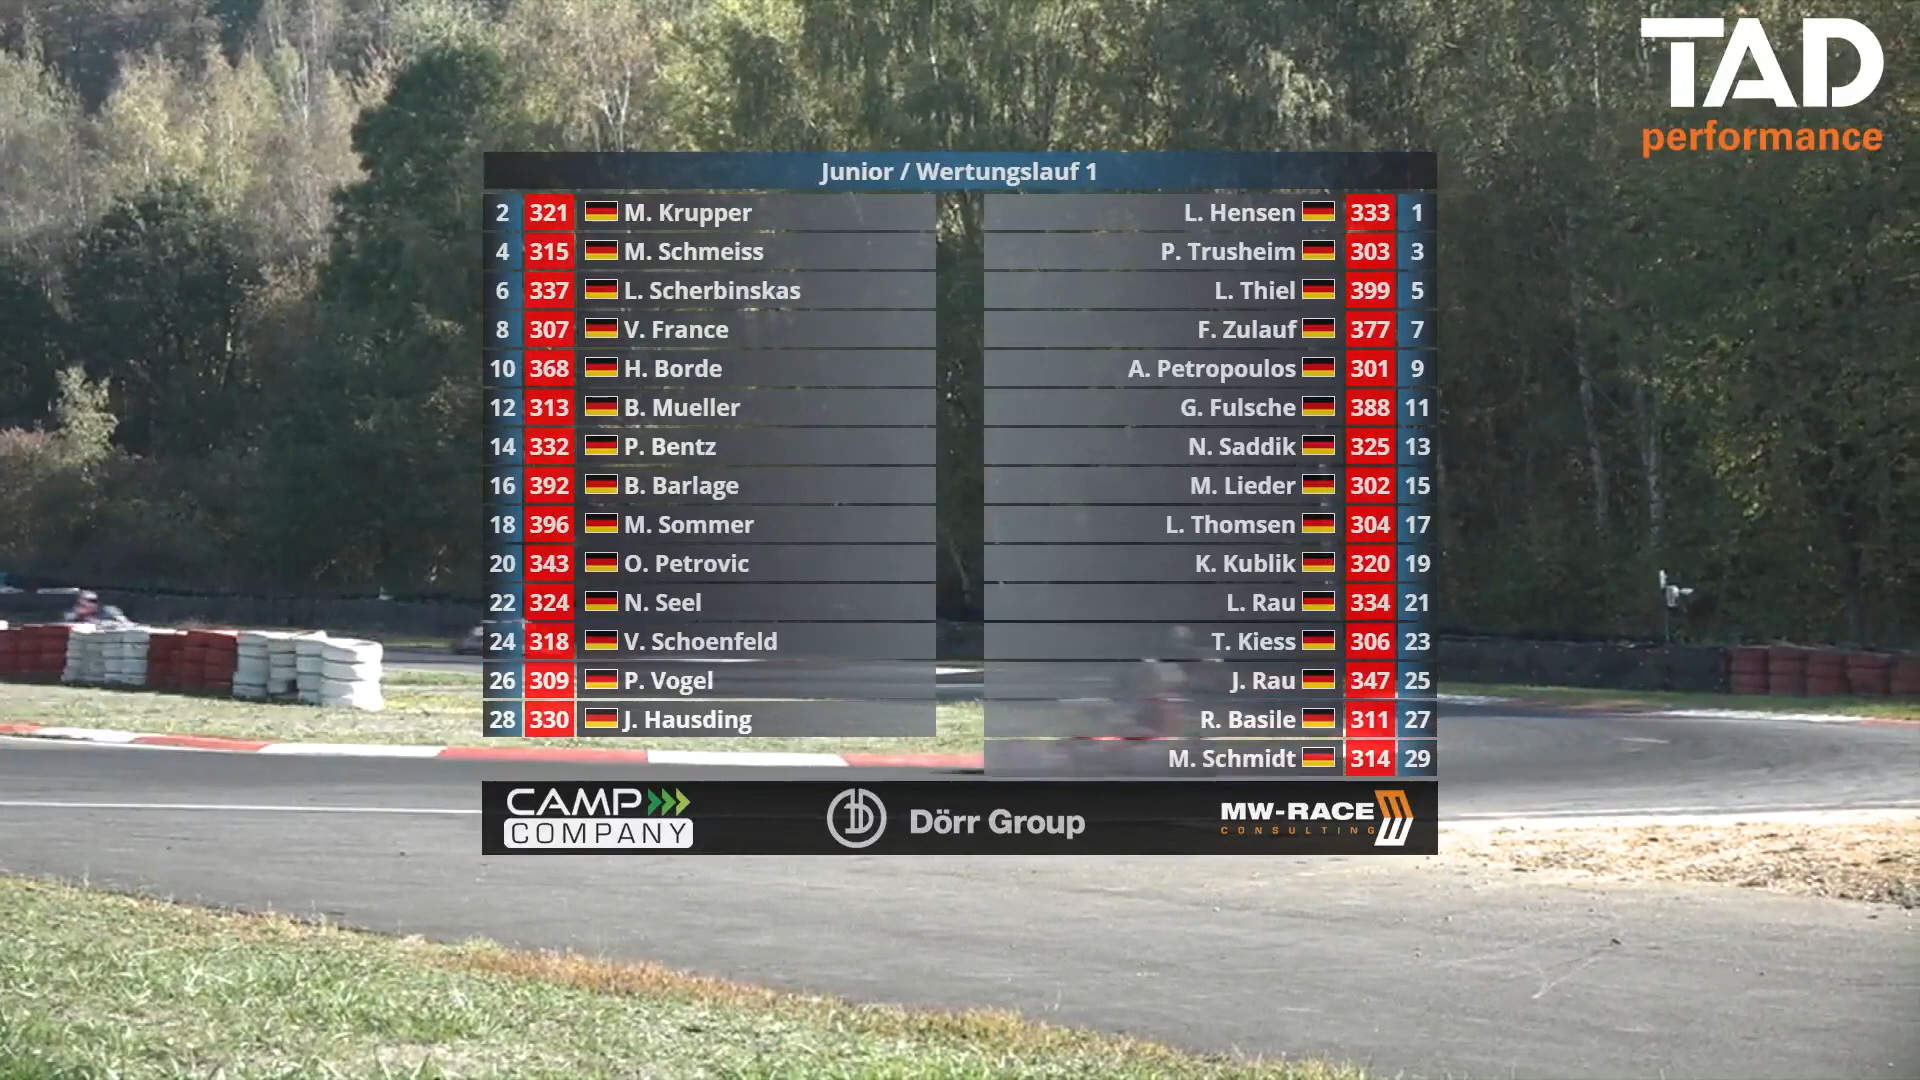 TAD
performance
Junior / Wertungslauf 1
2 321 M. Krupper L. Hensen 333 1
4 315 M. Schmeiss P. Trusheim 303 3
6 337 L. Scherbinskas L. Thiel 399 5
8 307 V. France F. Zulauf 377 7
10 368 H. Borde A. Petropoulos 301 9
12 313 B. Mueller G. Fulsche 388 11
14 332 P. Bentz N. Saddik 325 13
16 392 B. Barlage M. Lieder 302 15
18 396 M. Sommer L. Thomsen 304 17
20 343 O. Petrovic K. Kublik 320 19
22 324 N. Seel L. Rau 334 21
24 318 V. Schoenfeld T. Kiess 306 23
26 309 P. Vogel J. Rau 347 25
28 330 J. Hausding R. Basile 311 27
M. Schmidt 314 29
CAMP
COMPANY
Dörr Group
MW-RACE
CONSULTING